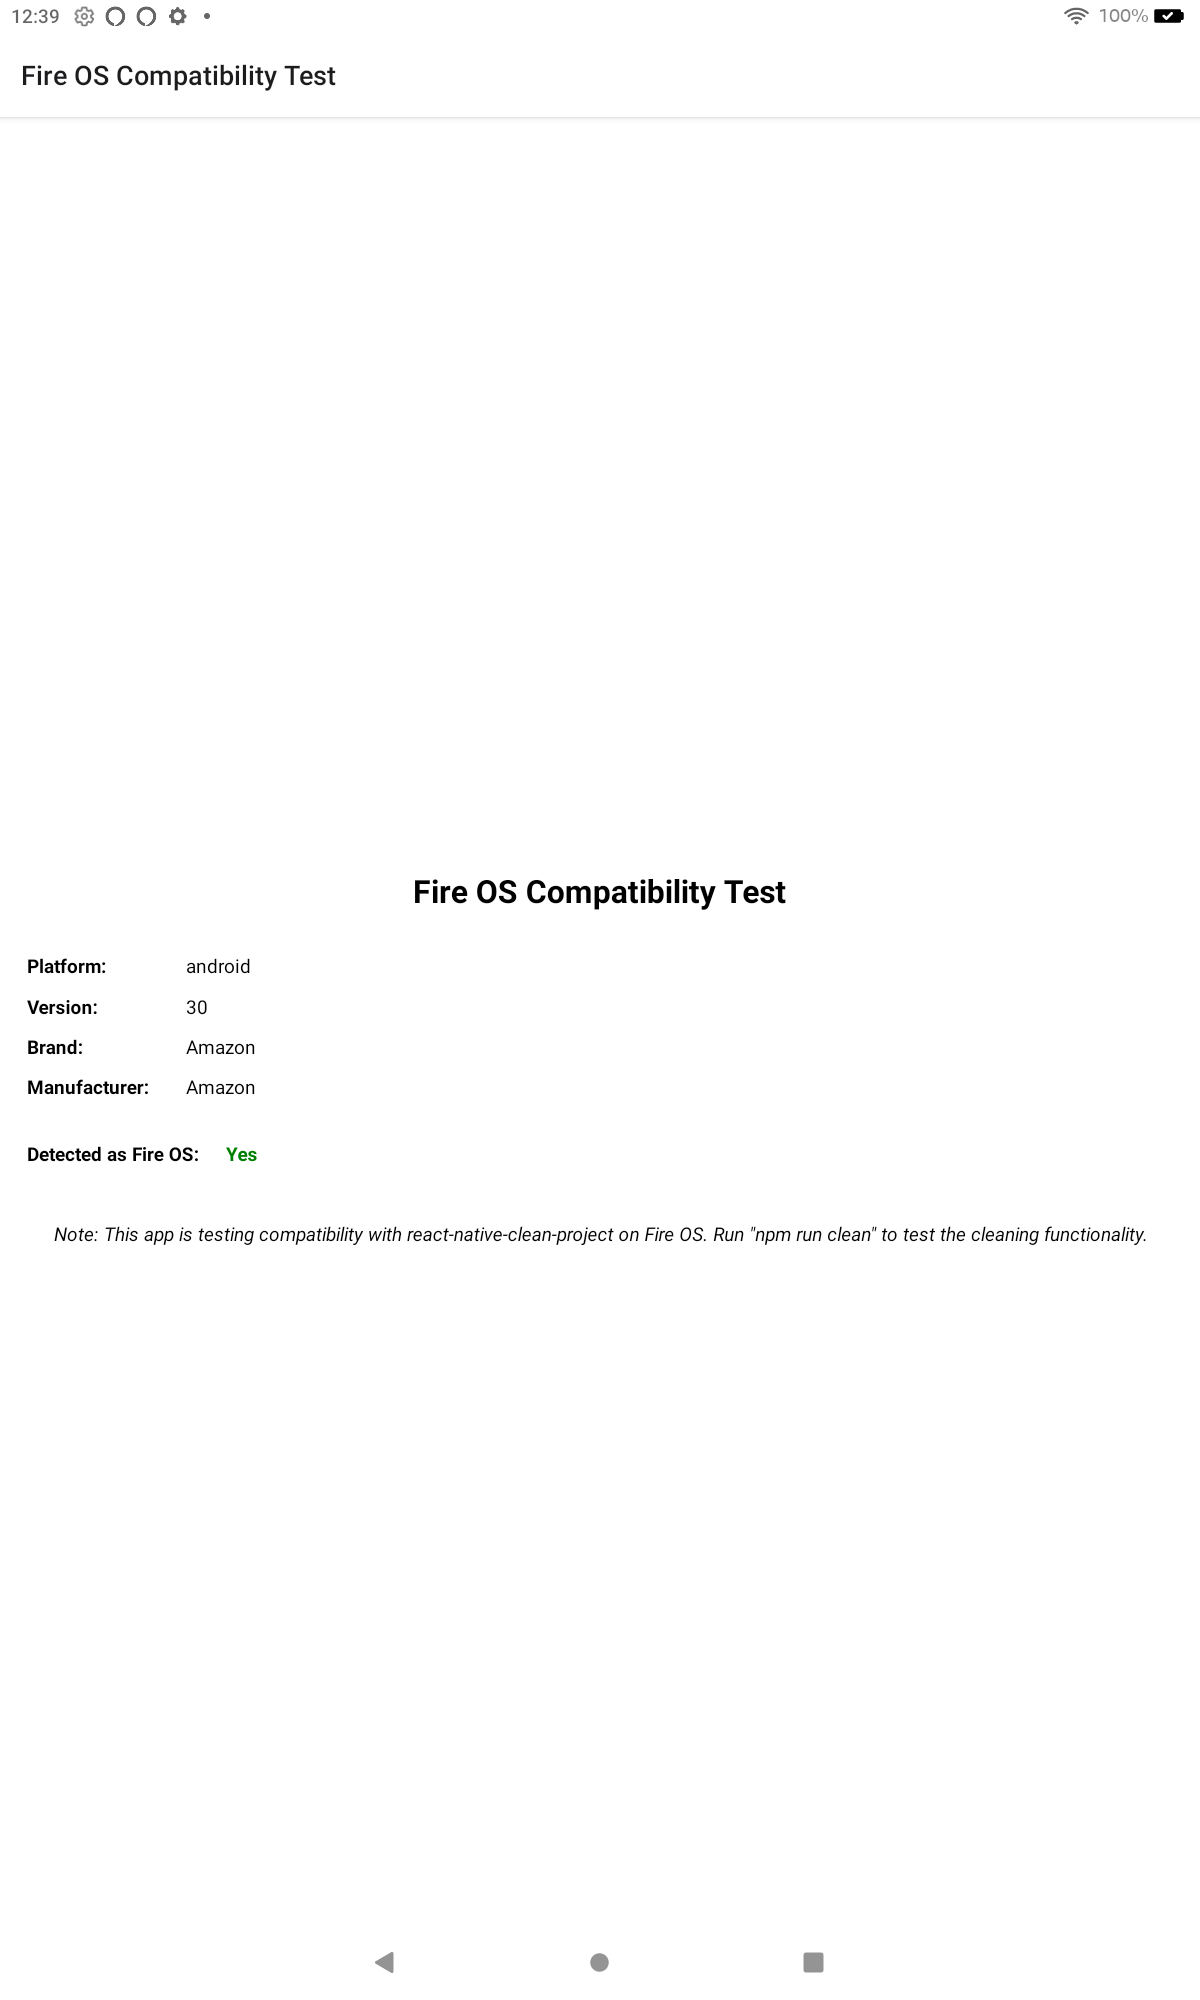 12:39
100%
Fire OS Compatibility Test
Fire OS Compatibility Test
Platform: android
Version: 30
Brand: Amazon
Manufacturer: Amazon
Detected as Fire OS: Yes
Note: This app is testing compatibility with react-native-clean-project on Fire OS. Run "npm run clean" to test the cleaning functionality.